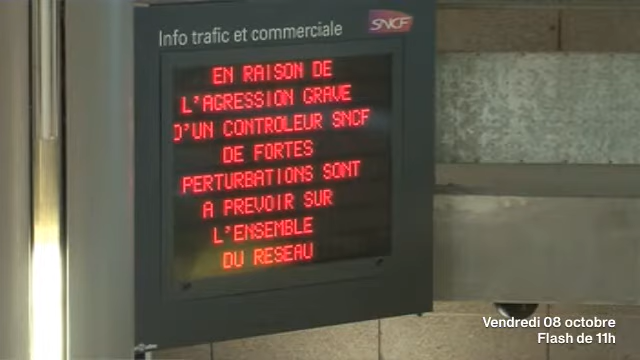 Info trafic et commerciale
SNCF
EN RAISON DE
L'AGRESSION GRAVE
D'UN CONTROLEUR SNCF
DE FORTES
PERTURBATIONS SONT
A PREVOIR SUR
L'ENSEMBLE
DU RESEAU
Vendredi 08 octobre
Flash de 11h